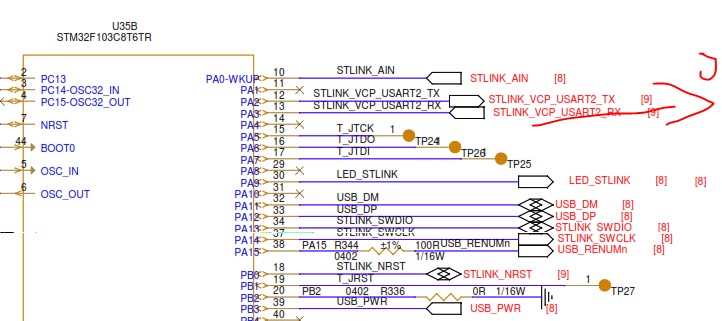 U35B
STM32F103C8T6TR
2 PC13
3 PC14-OSC32_IN
4 PC15-OSC32_OUT
7 NRST
44 BOOT0
5 OSC_IN
6 OSC_OUT
PA0-WKUP 10 STLINK_AIN STLINK_AIN [8]
PA1 11
PA2 12 STLINK_VCP_USART2_TX STLINK_VCP_USART2_TX [9]
PA3 13 STLINK_VCP_USART2_RX STLINK_VCP_USART2_RX [9]
PA4 14
PA5 15 T_JTCK 1 TP24
PA6 16 T_JTDO 1 TP26
PA7 17 T_JTDI 1 TP25
PA8 29
PA9 30 LED_STLINK LED_STLINK [8] [8]
PA10 31
PA11 32 USB_DM USB_DM [8]
PA12 33 USB_DP USB_DP [8]
PA13 34 STLINK_SWDIO STLINK_SWDIO [8]
PA14 37 STLINK_SWCLK STLINK_SWCLK [8]
PA15 38 PA15 R344 ±1% 100R USB_RENUMn USB_RENUMn [8]
0402 1/16W
PB0 18 STLINK_NRST STLINK_NRST [9]
PB1 19 T_JRST 1 TP27
PB2 20 PB2 0402 R336 0R 1/16W
PB3 39 USB_PWR USB_PWR [8]
40